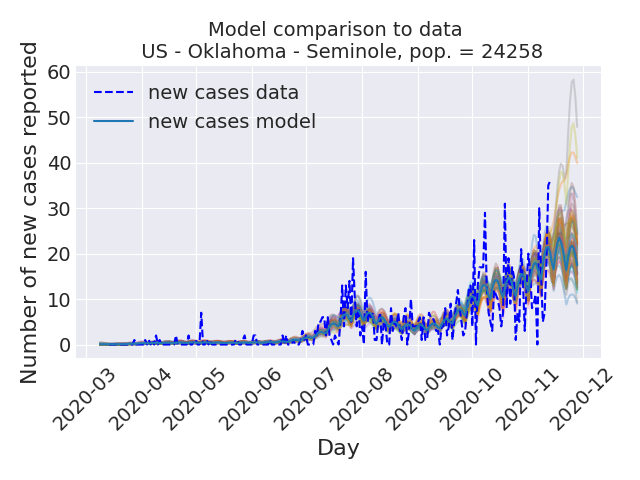 Model comparison to data
US - Oklahoma - Seminole, pop. = 24258
Number of new cases reported
60
50
40
30
20
10
0
new cases data
new cases model
2020-03
2020-04
2020-05
2020-06
2020-07
2020-08
2020-09
2020-10
2020-11
2020-12
Day